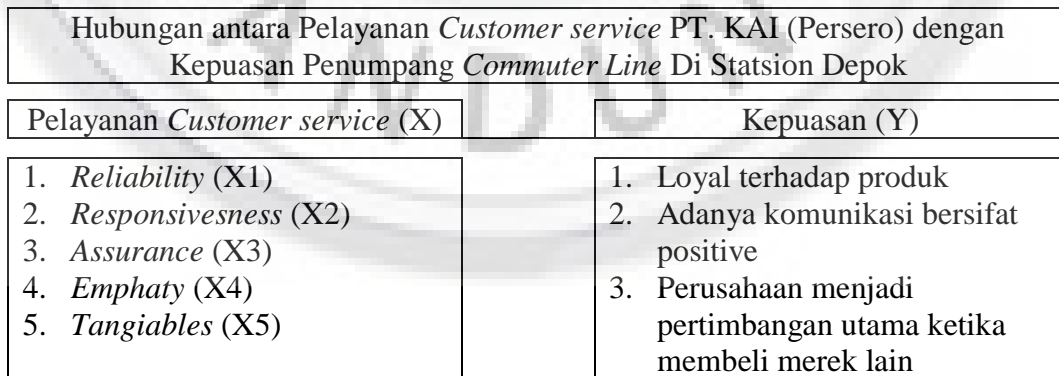 Hubungan antara Pelayanan Customer service PT. KAI (Persero) dengan
Kepuasan Penumpang Commuter Line Di Statsion Depok
Pelayanan Customer service (X)
Kepuasan (Y)
1. Reliability (X1)
2. Responsivesness (X2)
3. Assurance (X3)
4. Emphaty (X4)
5. Tangiables (X5)
1. Loyal terhadap produk
2. Adanya komunikasi bersifat
positive
3. Perusahaan menjadi
pertimbangan utama ketika
membeli merek lain